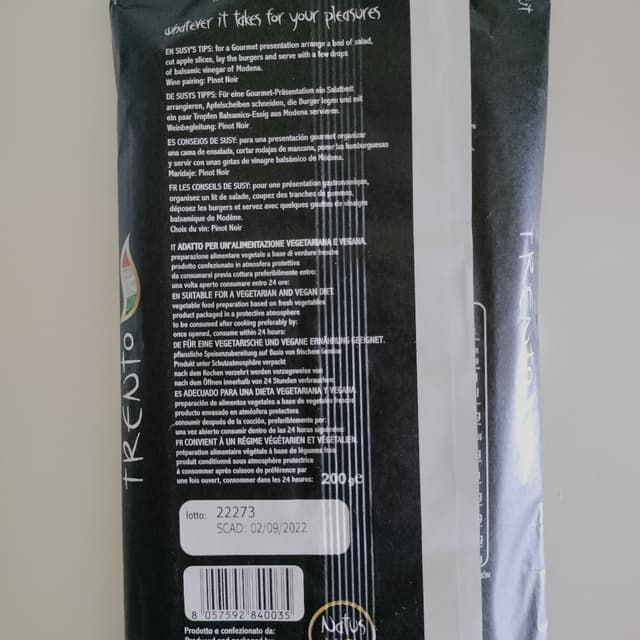 whatever it takes for your pleasures
EN SUSY'S TIPS: for a Gourmet presentation arrange a bed of salad,
cut apple slices, lay the burgers and serve with a few drops
of balsamic vinegar of Modena.
Wine pairing: Pinot Noir
DE SUSYS TIPPS: Für eine Gourmet-Präsentation ein Salatbett
arrangieren, Apfelscheiben schneiden, die Burger legen und mit
ein paar Tropfen Balsamico-Essig aus Modena servieren.
Weinbegleitung: Pinot Noir
ES CONSEJOS DE SUSY: para una presentación gourmet organizar
una cama de ensalada, cortar rodajas de manzana, poner las hamburguesas
y servir con unas gotas de vinagre balsámico de Módena.
Maridaje: Pinot Noir
FR LES CONSEILS DE SUSY: pour une présentation gastronomique,
organisez un lit de salade, coupez des tranches de pommes,
déposez les burgers et servez avec quelques gouttes de vinaigre
balsamique de Modène.
Choix du vin: Pinot Noir
IT ADATTO PER UN'ALIMENTAZIONE VEGETARIANA E VEGANA.
preparazione alimentare vegetale a base di verdure fresche
prodotto confezionato in atmosfera protettiva
da consumarsi previa cottura preferibilmente entro:
una volta aperto consumare entro 24 ore:
EN SUITABLE FOR A VEGETARIAN AND VEGAN DIET.
vegetable food preparation based on fresh vegetables
product packaged in a protective atmosphere
to be consumed after cooking preferably by:
once opened, consume within 24 hours:
DE FÜR EINE VEGETARISCHE UND VEGANE ERNÄHRUNG GEEIGNET.
pflanzliche Speisenzubereitung auf Basis von frischem Gemüse
Produkt unter Schutzatmosphäre verpackt
nach dem Kochen verzehrt werden vorzugsweise von
nach dem Öffnen innerhalb von 24 Stunden verbrauchen
ES ADECUADO PARA UNA DIETA VEGETARIANA Y VEGANA.
preparación de alimentos vegetales a base de vegetales frescos
producto envasado en atmósfera protectora
consumir después de la cocción, preferiblemente por:
una vez abierto consumir dentro de las 24 horas siguientes:
FR CONVIENT À UN RÉGIME VÉGÉTARIEN ET VÉGÉTALIEN.
préparation alimentaire végétale à base de légumes frais
produit conditionné sous atmosphère protectrice
à consommer après cuisson de préférence par
une fois ouvert, consommer dans les 24 heures: 200 g e
lotto: 22273
SCAD: 02/09/2022
8 057592 840035
Prodotto e confezionato da:
Natus
TRENTO
TRENTO